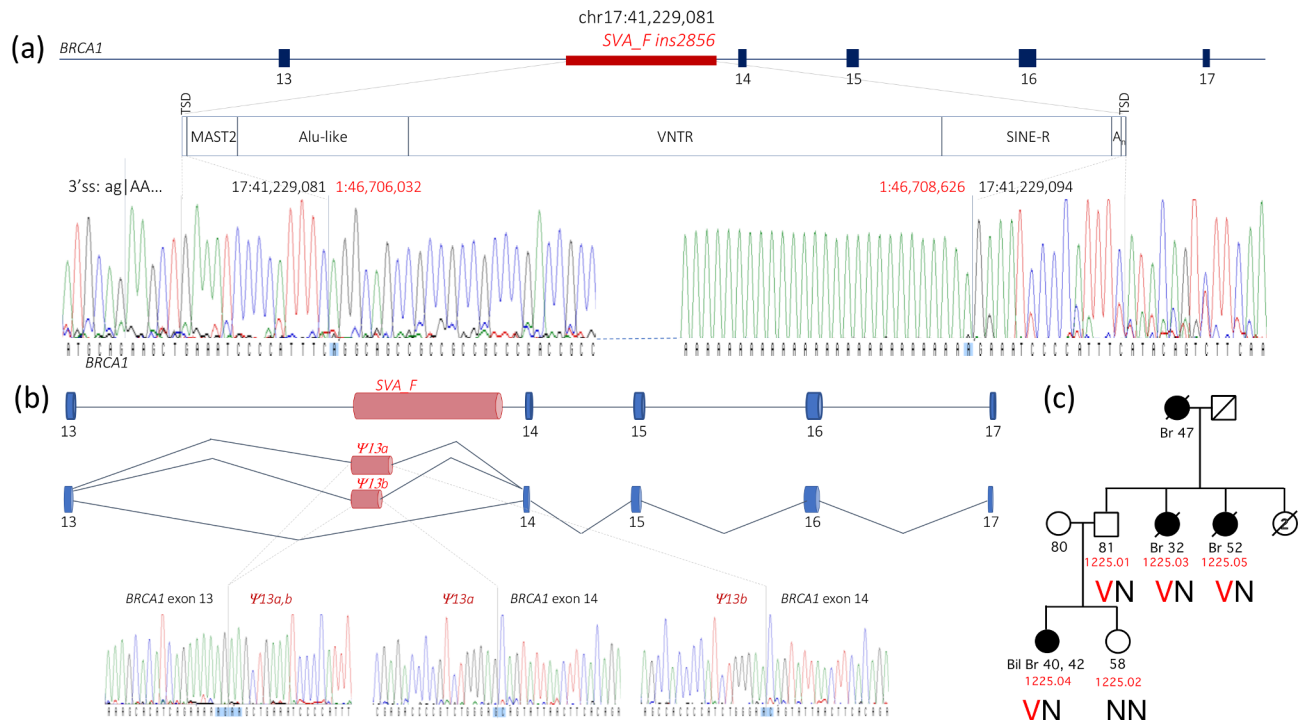 (a)
chr17:41,229,081
SVA_F ins2856
BRCA1
13
14
15
16
17
TSD
TSD
MAST2
Alu-like
VNTR
SINE-R
An
3'ss: ag|AA...
17:41,229,081
1:46,706,032
1:46,708,626
17:41,229,094
A T G C A G A A G C T G A A A T C C C C A T T T C A G G C A G C C G C C G C C G C C C G A C C G C C
A A A A A A A A A A A A A A A A A A A A A A A A A A A G A A A T C C C C A T T T C A T A C A G T C T T C A A
BRCA1
(b)
SVA_F
13
14
15
16
17
Ψ13a
Ψ13b
13
14
15
16
17
BRCA1 exon 13
Ψ13a,b
Ψ13a
BRCA1 exon 14
Ψ13b
BRCA1 exon 14
(c)
Br 47
80
81
Br 32
Br 52
2
1225.01
1225.03
1225.05
VN
VN
VN
Bil Br 40, 42
58
1225.04
1225.02
VN
NN